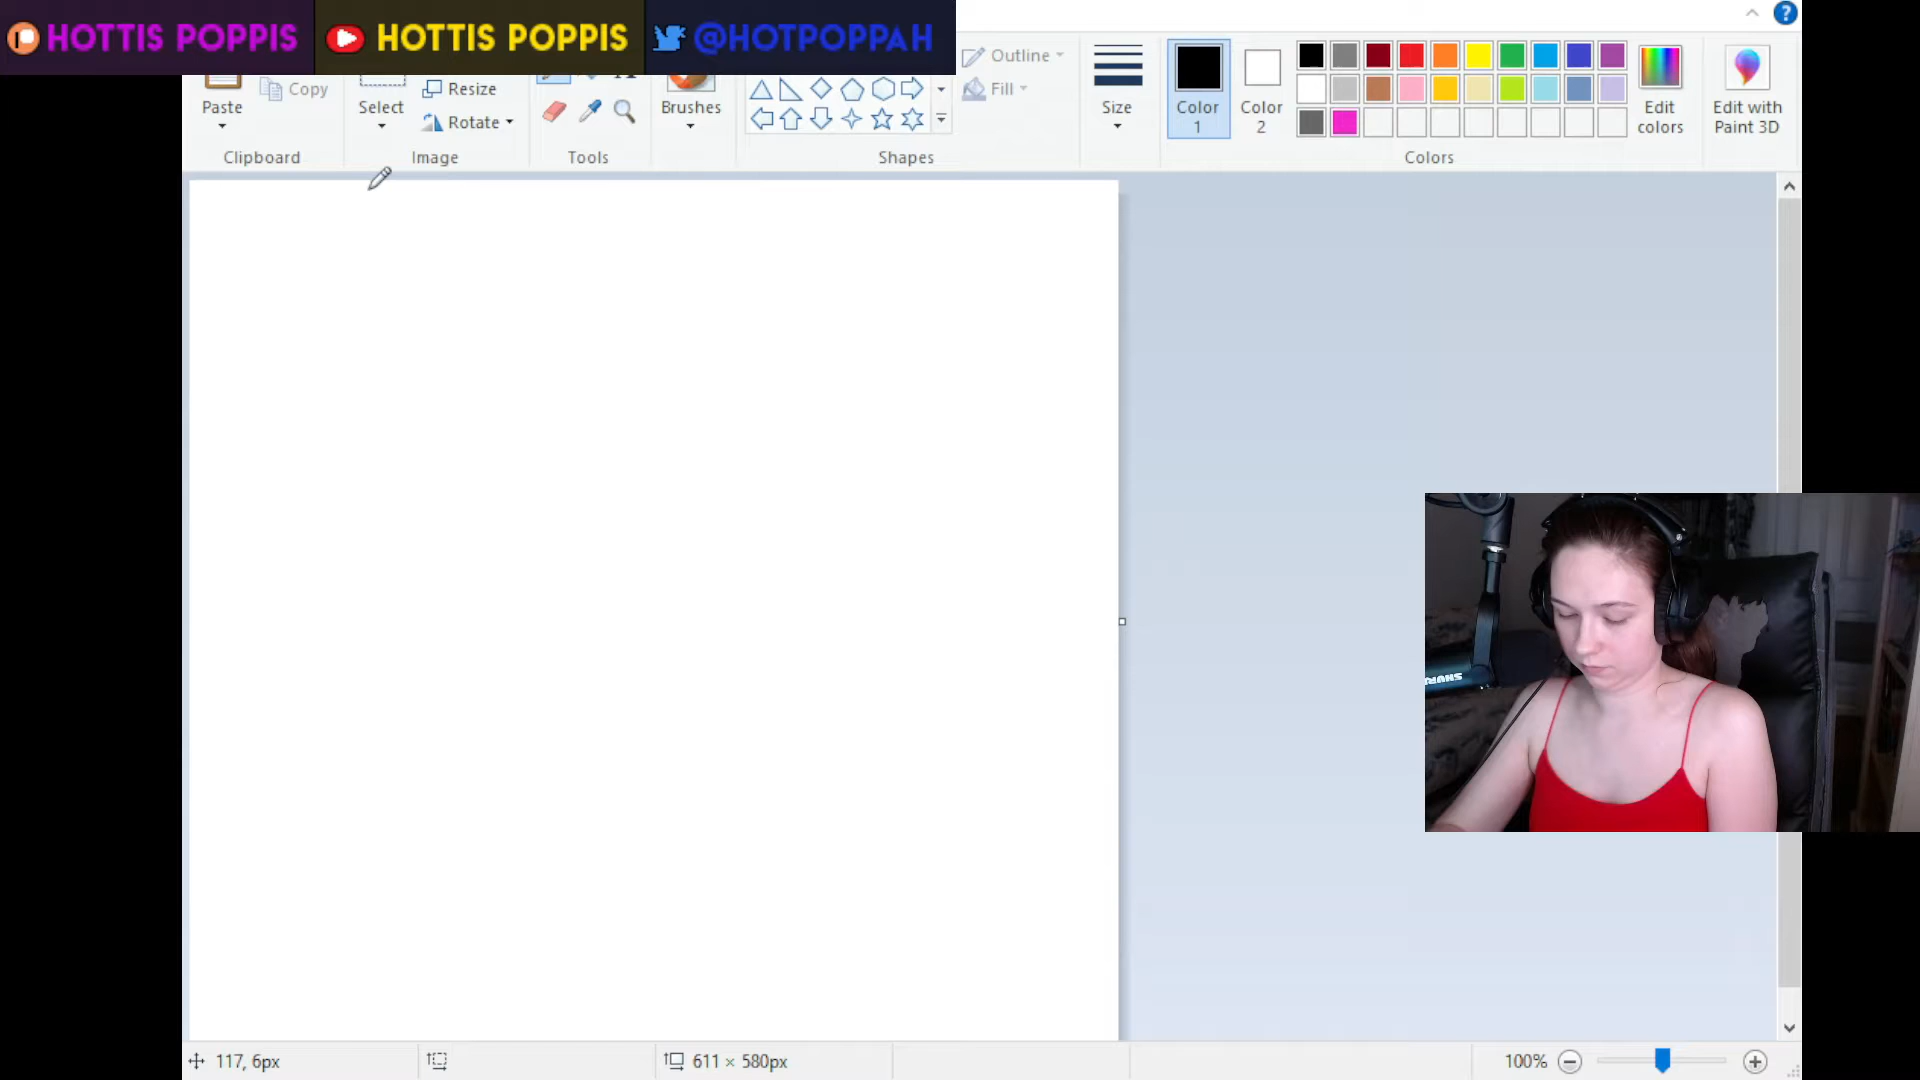 HOTTIS POPPIS
HOTTIS POPPIS
@HOTPOPPAH
Outline
Fill
Paste
Copy
Clipboard
Select
Resize
Rotate
Image
Tools
Brushes
Shapes
Size
Color
1
Color
2
Edit
colors
Colors
Edit with
Paint 3D
SHURE
117, 6px
611 × 580px
100%